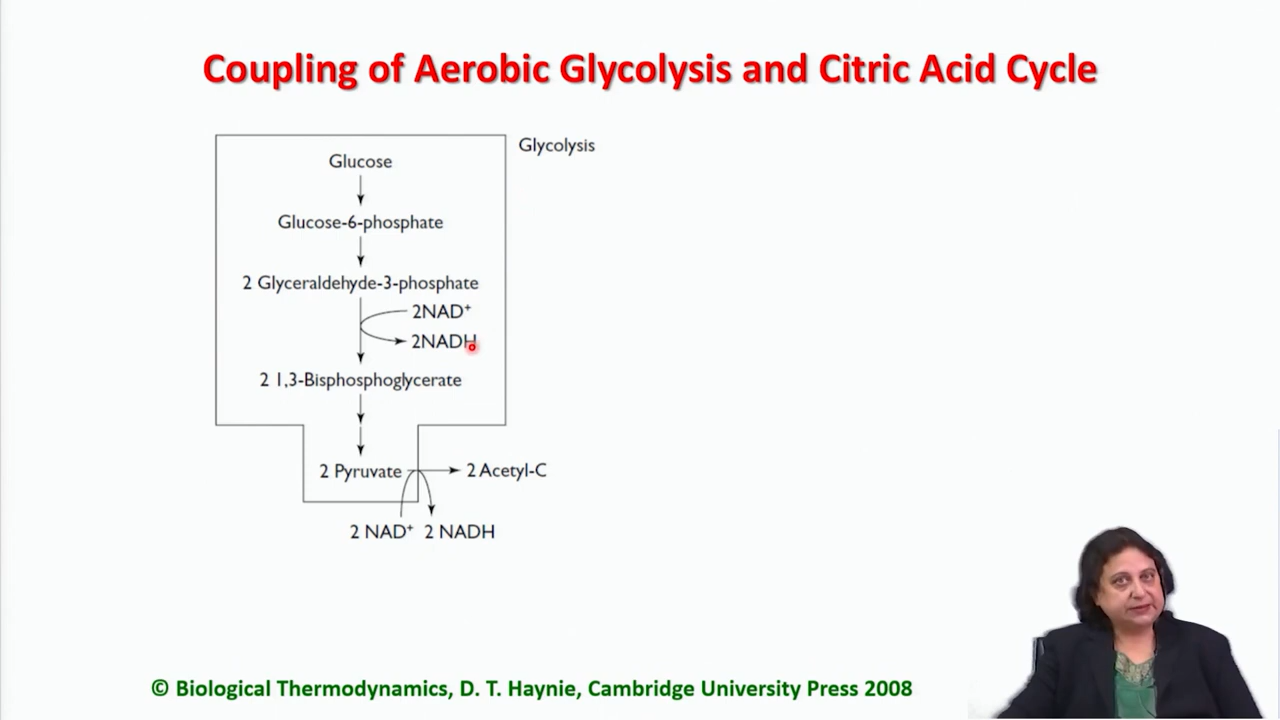 Coupling of Aerobic Glycolysis and Citric Acid Cycle
Glycolysis
Glucose
Glucose-6-phosphate
2 Glyceraldehyde-3-phosphate
2NAD⁺
2NADH
2 1,3-Bisphosphoglycerate
2 Pyruvate
2 Acetyl-C
2 NAD⁺ 2 NADH
© Biological Thermodynamics, D. T. Haynie, Cambridge University Press 2008